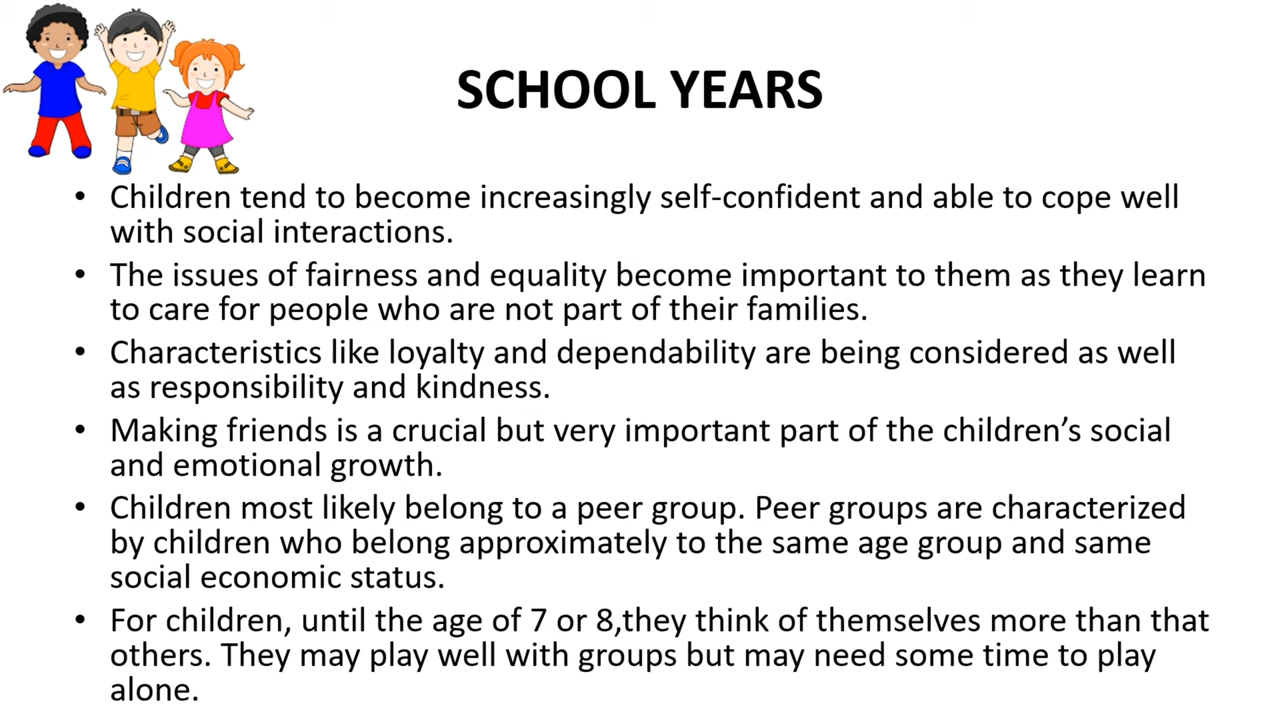 SCHOOL YEARS
• Children tend to become increasingly self-confident and able to cope well
with social interactions.
• The issues of fairness and equality become important to them as they learn
to care for people who are not part of their families.
• Characteristics like loyalty and dependability are being considered as well
as responsibility and kindness.
• Making friends is a crucial but very important part of the children’s social
and emotional growth.
• Children most likely belong to a peer group. Peer groups are characterized
by children who belong approximately to the same age group and same
social economic status.
• For children, until the age of 7 or 8,they think of themselves more than that
others. They may play well with groups but may need some time to play
alone.